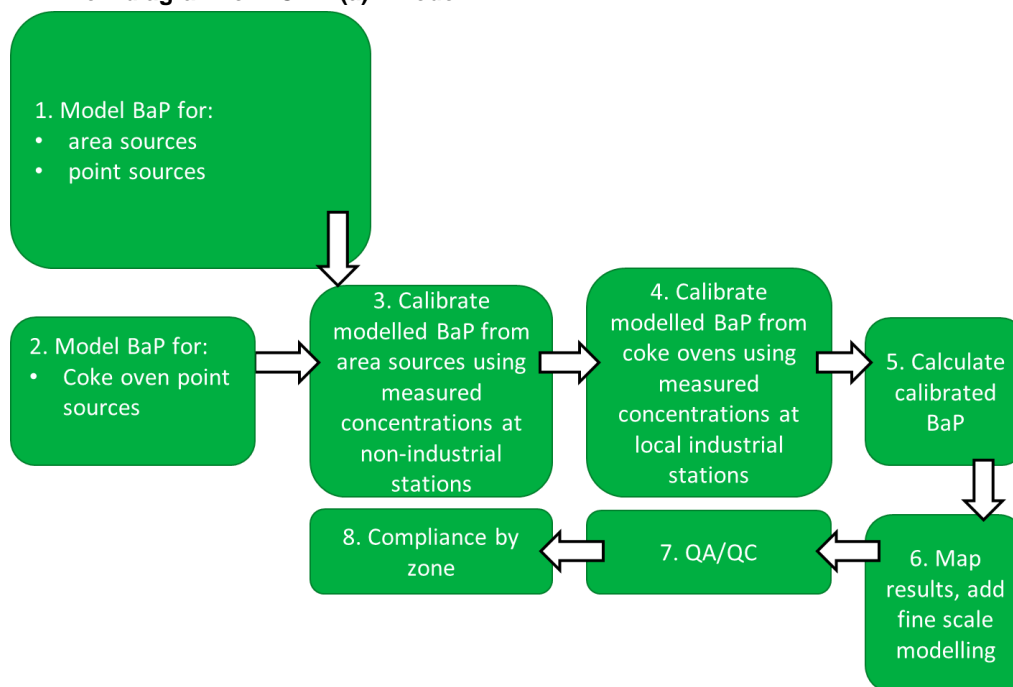 1. Model BaP for:
• area sources
• point sources
2. Model BaP for:
• Coke oven point
sources
3. Calibrate
modelled BaP from
area sources using
measured
concentrations at
non-industrial
stations
4. Calibrate
modelled BaP from
coke ovens using
measured
concentrations at
local industrial
stations
5. Calculate
calibrated
BaP
6. Map
results, add
fine scale
modelling
7. QA/QC
8. Compliance by
zone